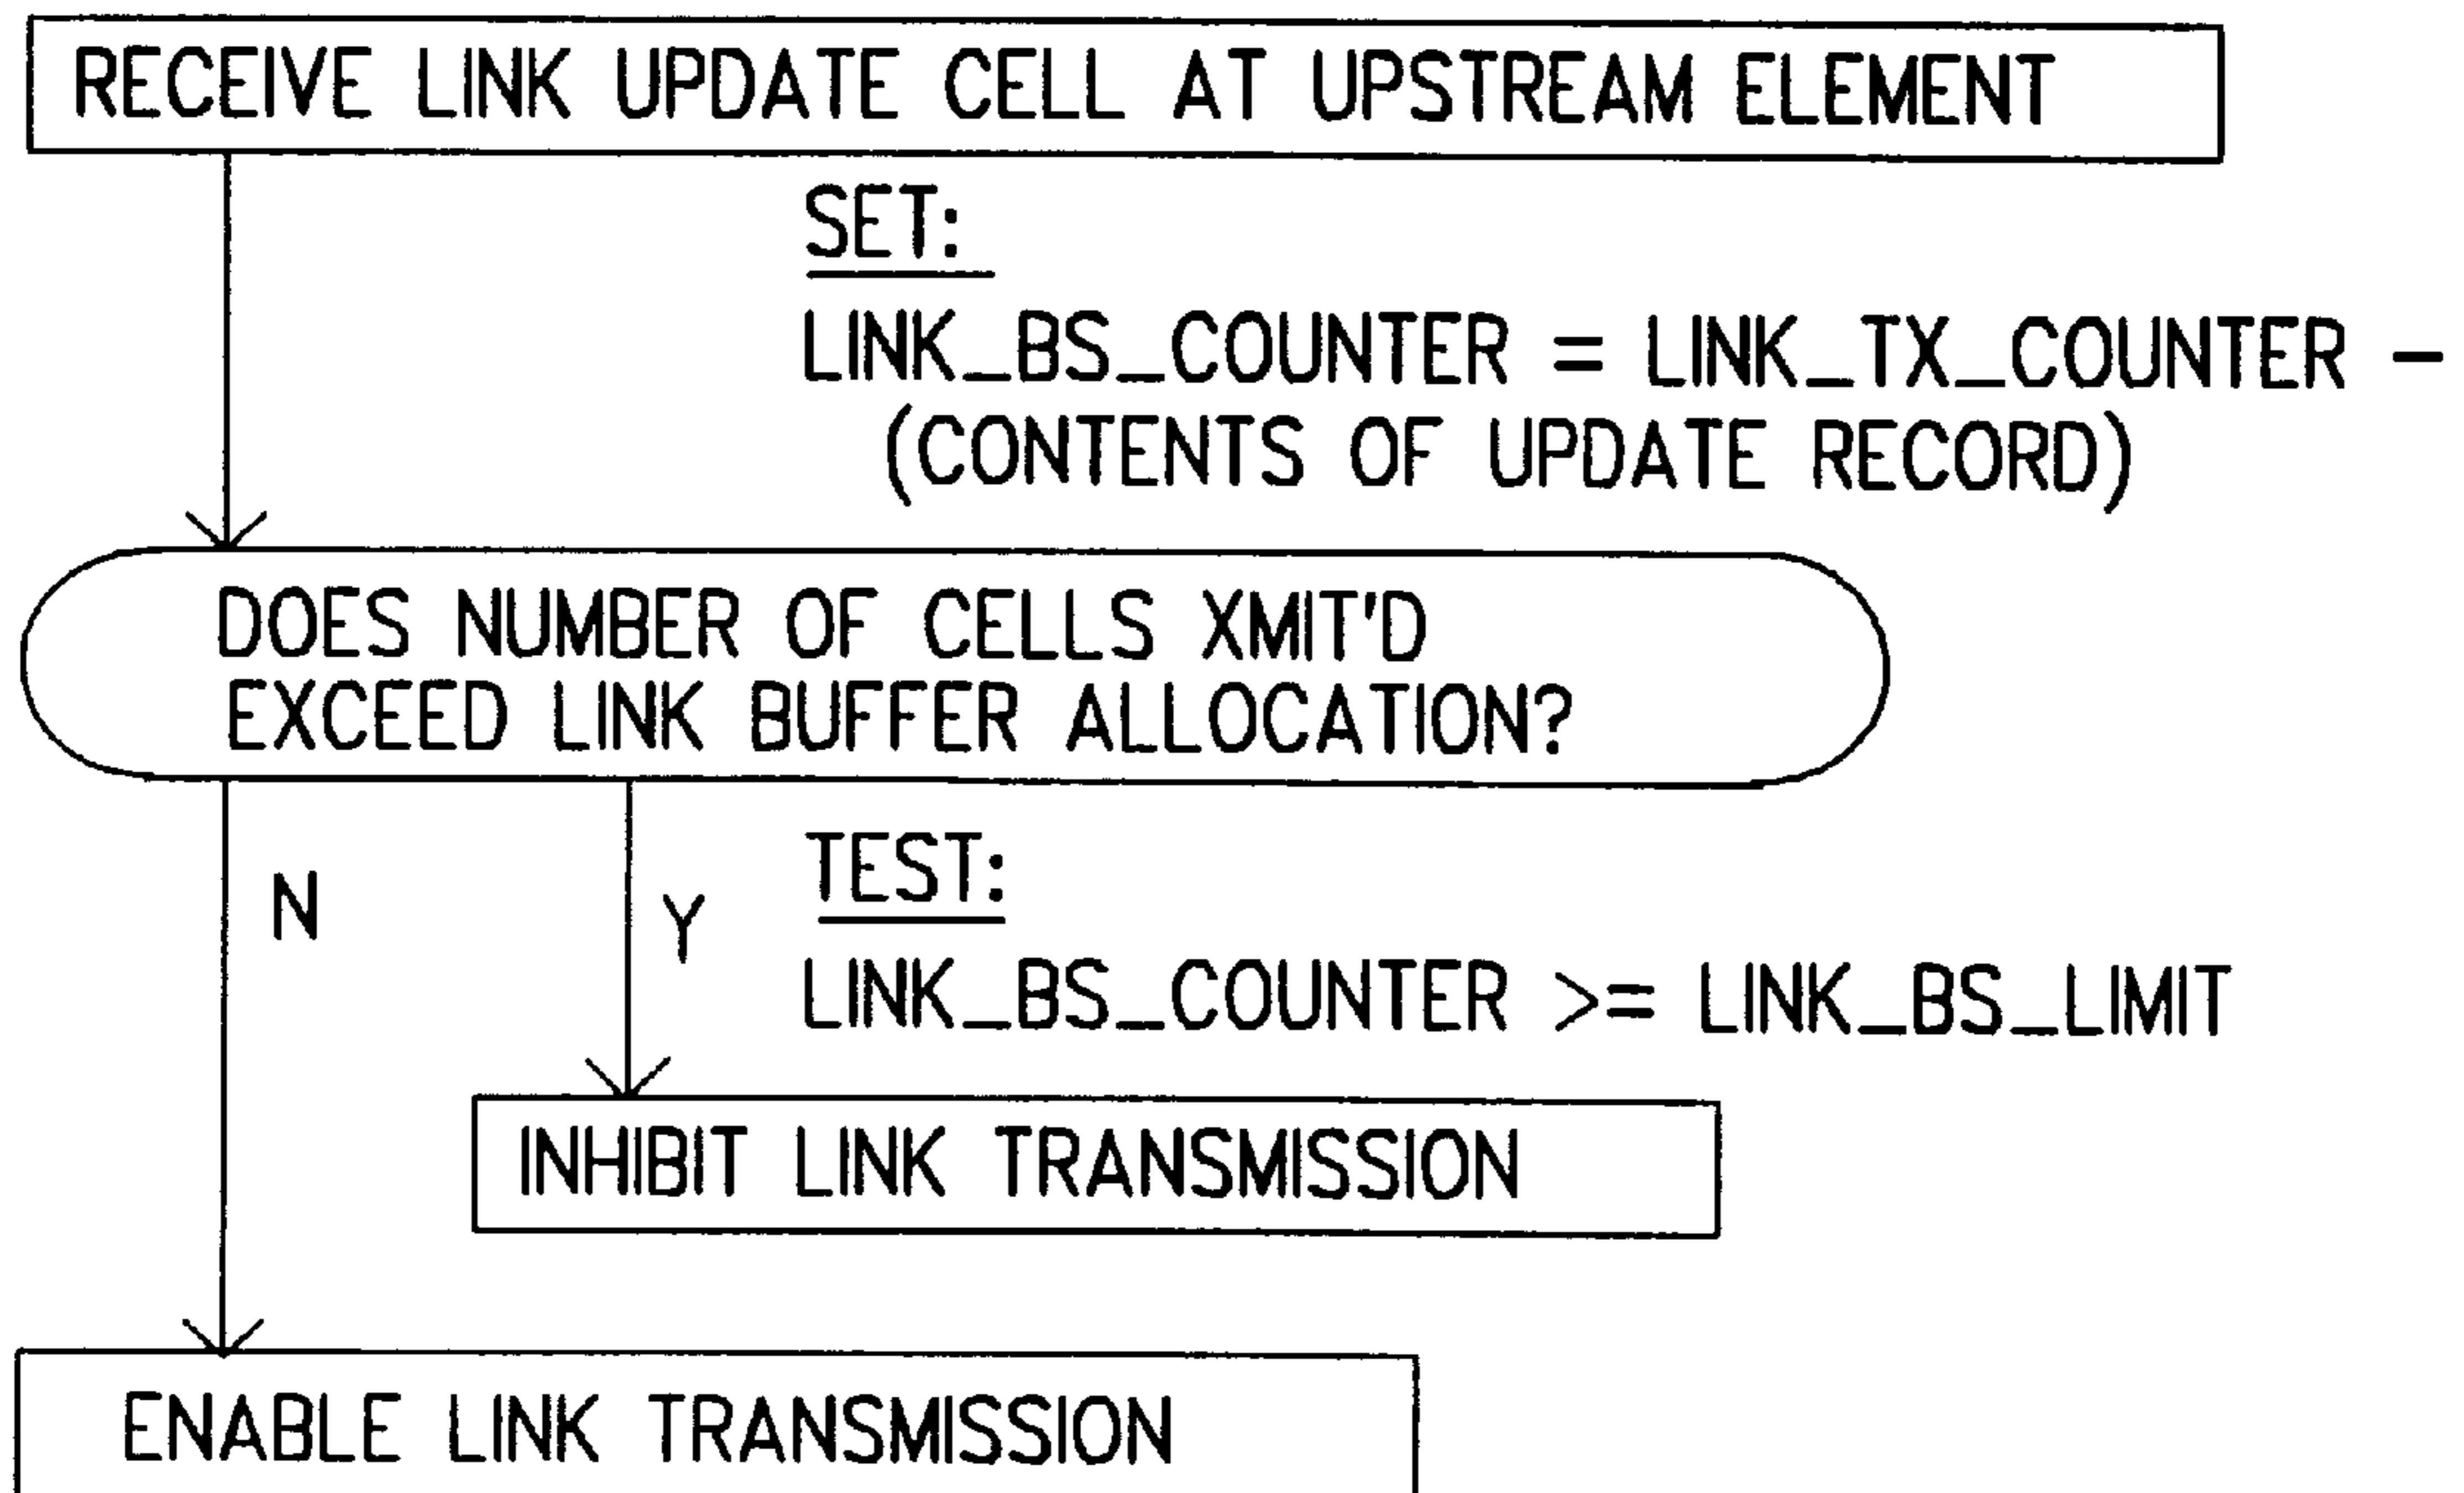 RECEIVE LINK UPDATE CELL AT UPSTREAM ELEMENT
SET:
LINK_BS_COUNTER = LINK_TX_COUNTER –
(CONTENTS OF UPDATE RECORD)
DOES NUMBER OF CELLS XMIT'D
EXCEED LINK BUFFER ALLOCATION?
N
Y
TEST:
LINK_BS_COUNTER >= LINK_BS_LIMIT
INHIBIT LINK TRANSMISSION
ENABLE LINK TRANSMISSION